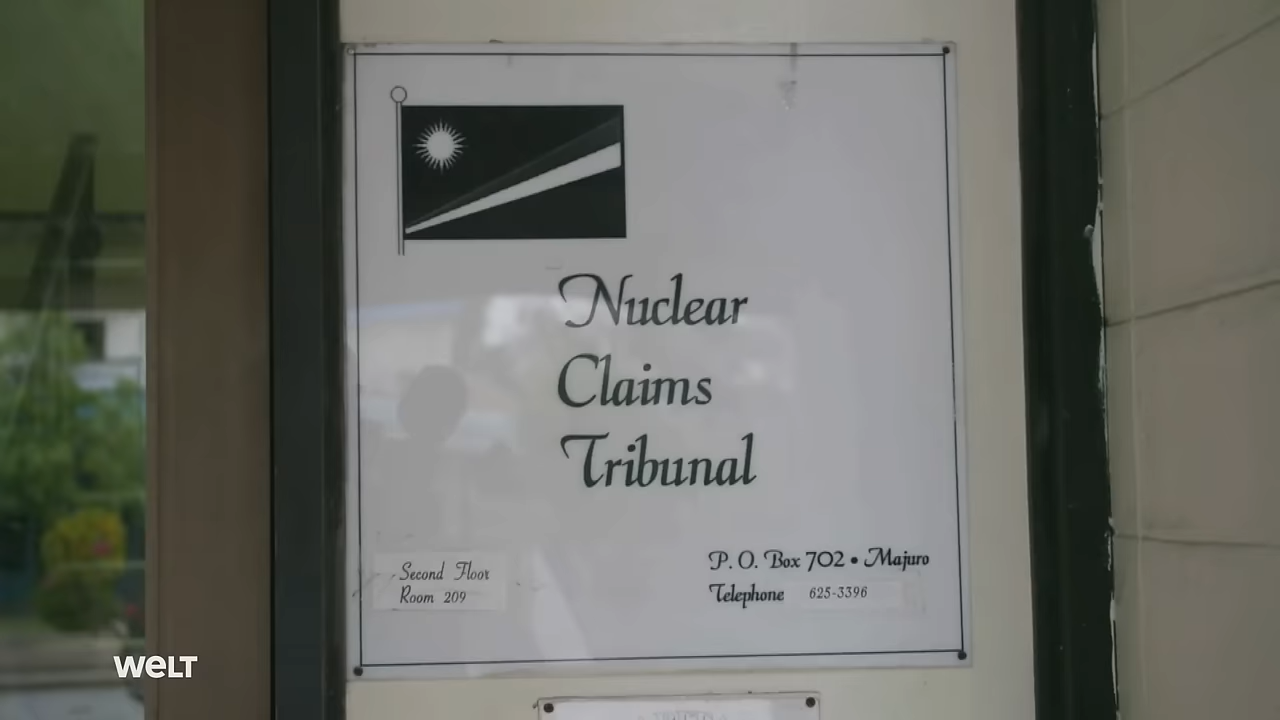 Nuclear
Claims
Tribunal
Second Floor
Room 209
P. O. Box 702 • Majuro
Telephone 625-3396
welt